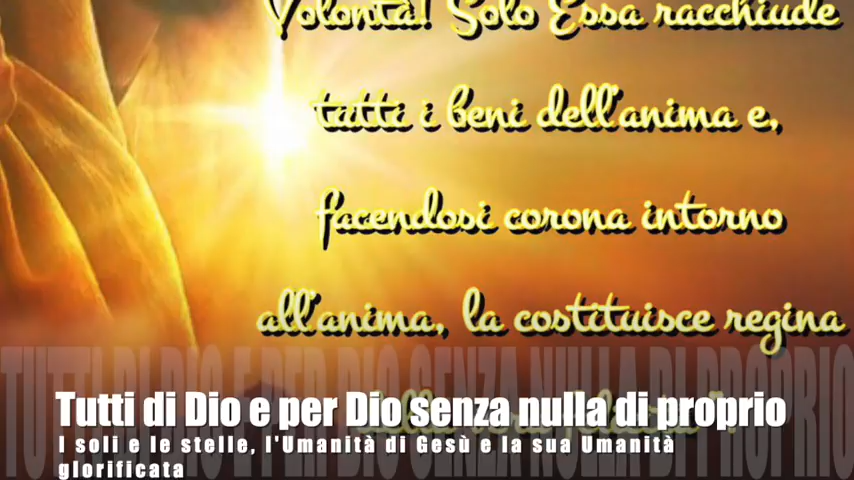 Volontà! Solo Essa racchiude
tutti i beni dell'anima e,
facendosi corona intorno
all'anima, la costituisce regina
TUTTI DI DIO E PER DIO SENZA NULLA DI PROPRIO
Tutti di Dio e per Dio senza nulla di proprio
I soli e le stelle, l'Umanità di Gesù e la sua Umanità
glorificata